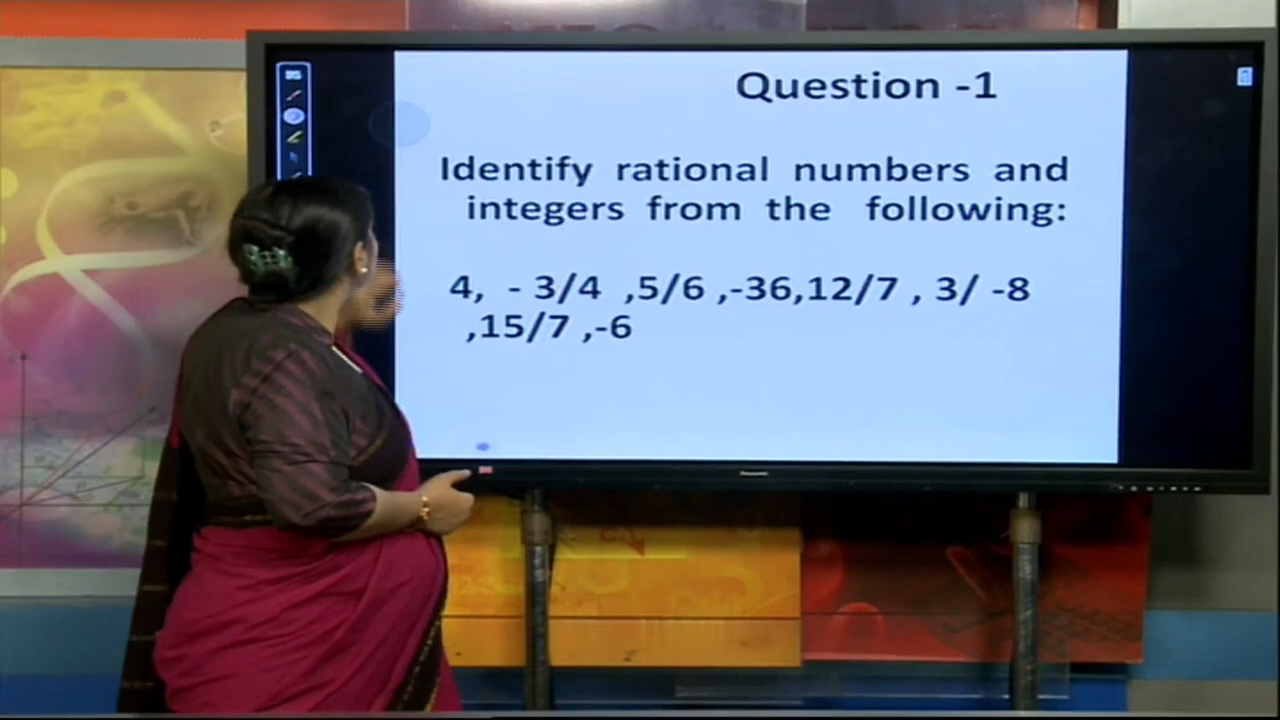 Question -1
Identify rational numbers and
integers from the following:
4, - 3/4 ,5/6 ,-36,12/7 , 3/ -8
,15/7 ,-6